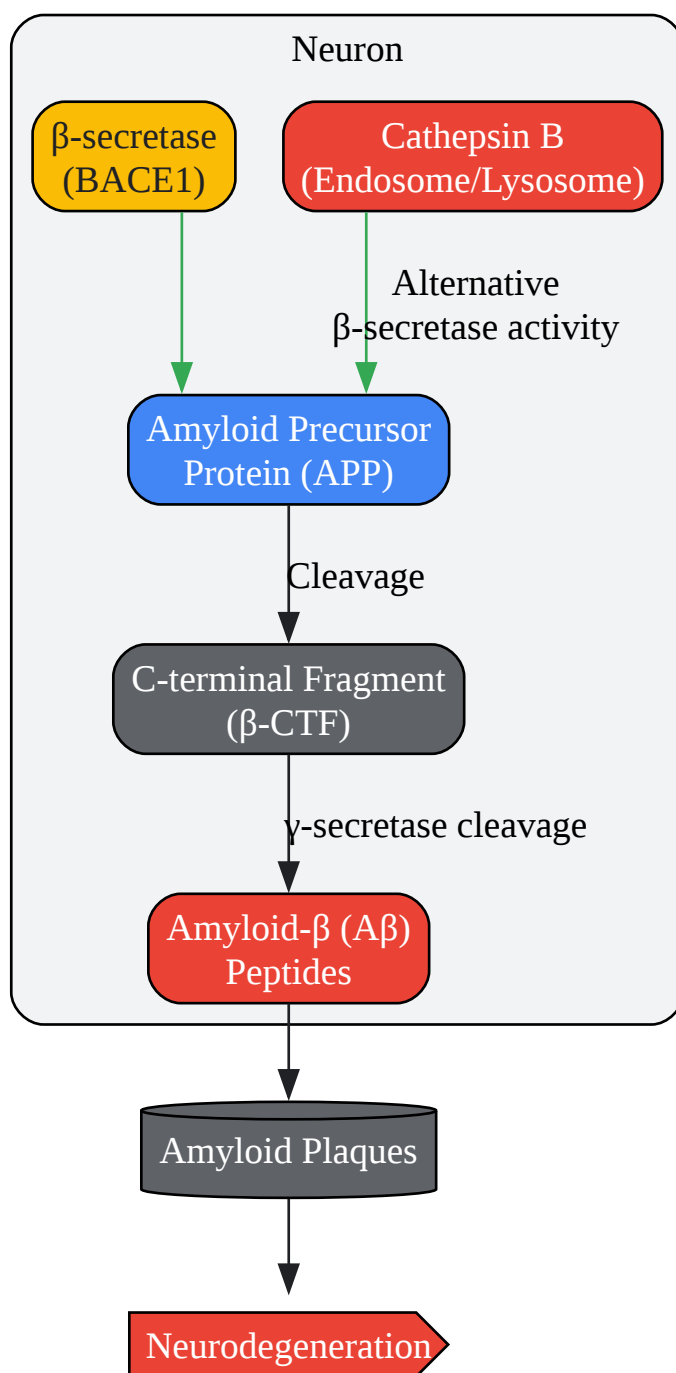 Neuron
β-secretase
(BACE1)
Cathepsin B
(Endosome/Lysosome)
Alternative
β-secretase activity
Amyloid Precursor
Protein (APP)
Cleavage
C-terminal Fragment
(β-CTF)
γ-secretase cleavage
Amyloid-β (Aβ)
Peptides
Amyloid Plaques
Neurodegeneration